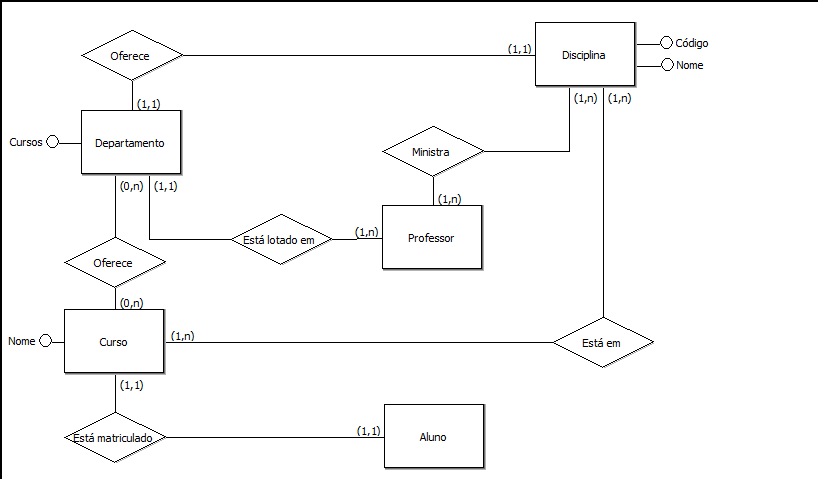 Oferece
(1,1)
Disciplina
Código
Nome
(1,1)
(1,n)
(1,n)
Cursos
Departamento
Ministra
(0,n)
(1,1)
(1,n)
Está lotado em
(1,n)
Professor
Oferece
(0,n)
Nome
Curso
(1,n)
Está em
(1,1)
Está matriculado
(1,1)
Aluno